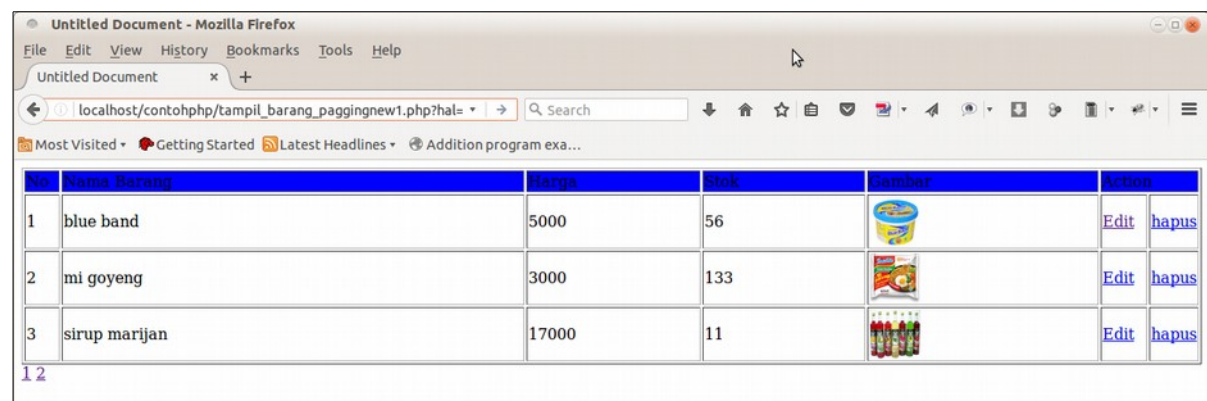 Untitled Document - Mozilla Firefox
File Edit View History Bookmarks Tools Help
Untitled Document × +
localhost/contohphp/tampil_barang_paggingnew1.php?hal= Search
Most Visited Getting Started Latest Headlines Addition program exa...
No Nama Barang Harga Stok Gambar Action
1 blue band 5000 56 Edit hapus
2 mi goyeng 3000 133 Edit hapus
3 sirup marijan 17000 11 Edit hapus
1 2